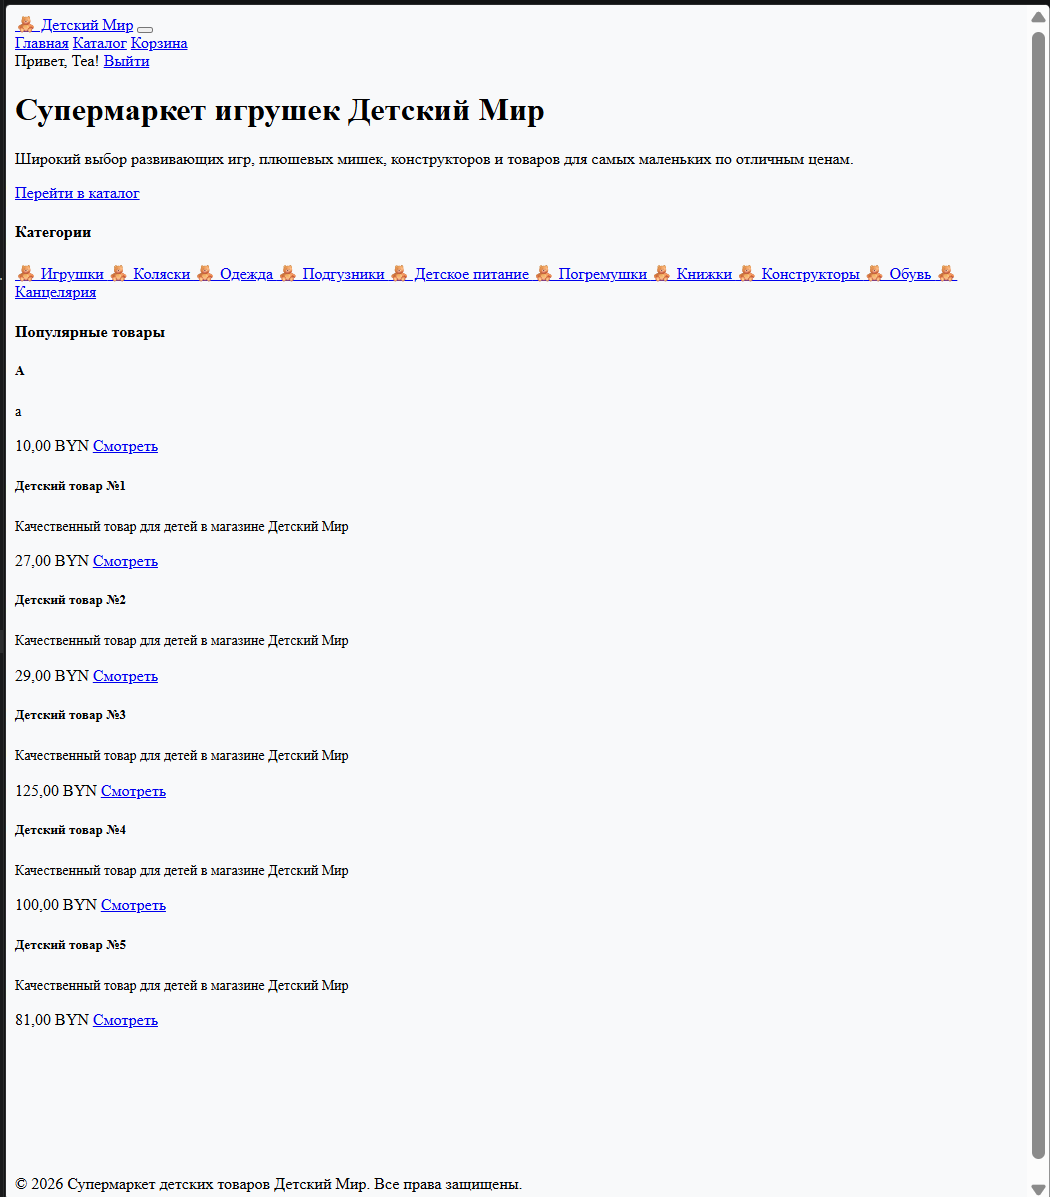 Детский Мир
Главная Каталог Корзина
Привет, Tea! Выйти
Супермаркет игрушек Детский Мир
Широкий выбор развивающих игр, плюшевых мишек, конструкторов и товаров для самых маленьких по отличным ценам.
Перейти в каталог
Категории
Игрушки Коляски Одежда Подгузники Детское питание Погремушки Книжки Конструкторы Обувь
Канцелярия
Популярные товары
А
а
10,00 BYN Смотреть
Детский товар №1
Качественный товар для детей в магазине Детский Мир
27,00 BYN Смотреть
Детский товар №2
Качественный товар для детей в магазине Детский Мир
29,00 BYN Смотреть
Детский товар №3
Качественный товар для детей в магазине Детский Мир
125,00 BYN Смотреть
Детский товар №4
Качественный товар для детей в магазине Детский Мир
100,00 BYN Смотреть
Детский товар №5
Качественный товар для детей в магазине Детский Мир
81,00 BYN Смотреть
© 2026 Супермаркет детских товаров Детский Мир. Все права защищены.